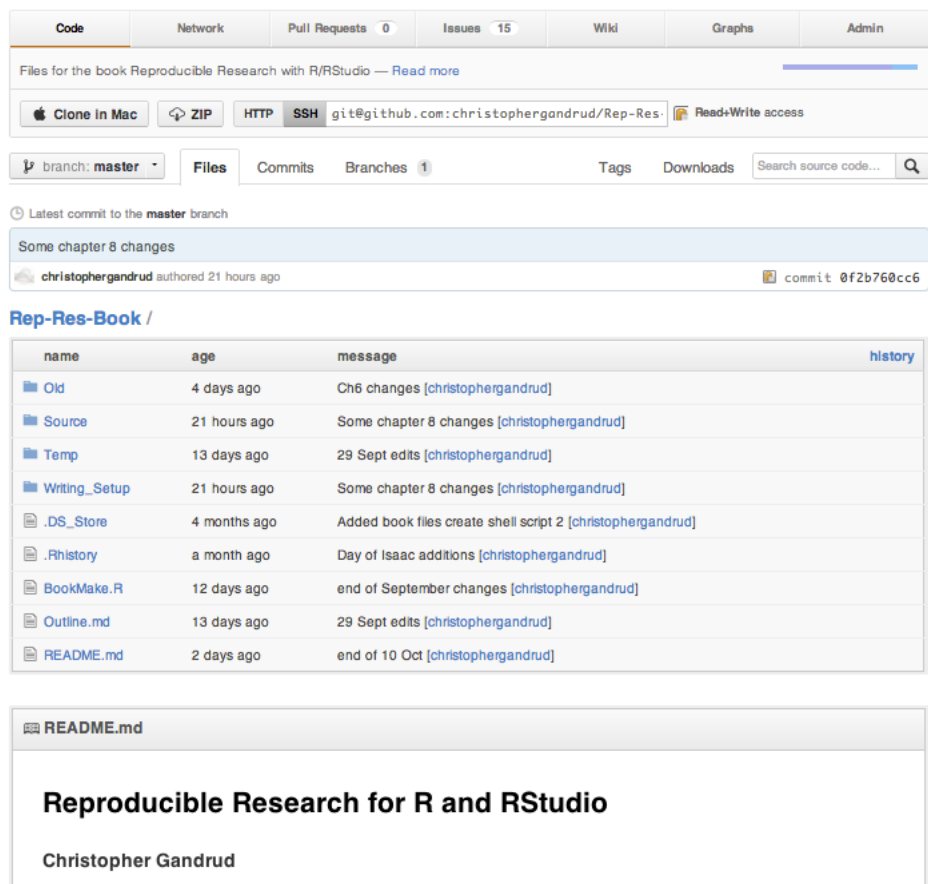 Code Network Pull Requests 0 Issues 15 Wiki Graphs Admin
Files for the book Reproducible Research with R/RStudio — Read more
Clone in Mac ZIP HTTP SSH git@github.com:christophergandrud/Rep-Res- Read+Write access
branch: master Files Commits Branches 1 Tags Downloads Search source code...
Latest commit to the master branch
Some chapter 8 changes
christophergandrud authored 21 hours ago commit 0f2b760cc6
Rep-Res-Book /
name age message history
Old 4 days ago Ch6 changes [christophergandrud]
Source 21 hours ago Some chapter 8 changes [christophergandrud]
Temp 13 days ago 29 Sept edits [christophergandrud]
Writing_Setup 21 hours ago Some chapter 8 changes [christophergandrud]
.DS_Store 4 months ago Added book files create shell script 2 [christophergandrud]
.Rhistory a month ago Day of Isaac additions [christophergandrud]
BookMake.R 12 days ago end of September changes [christophergandrud]
Outline.md 13 days ago 29 Sept edits [christophergandrud]
README.md 2 days ago end of 10 Oct [christophergandrud]
README.md
Reproducible Research for R and RStudio
Christopher Gandrud